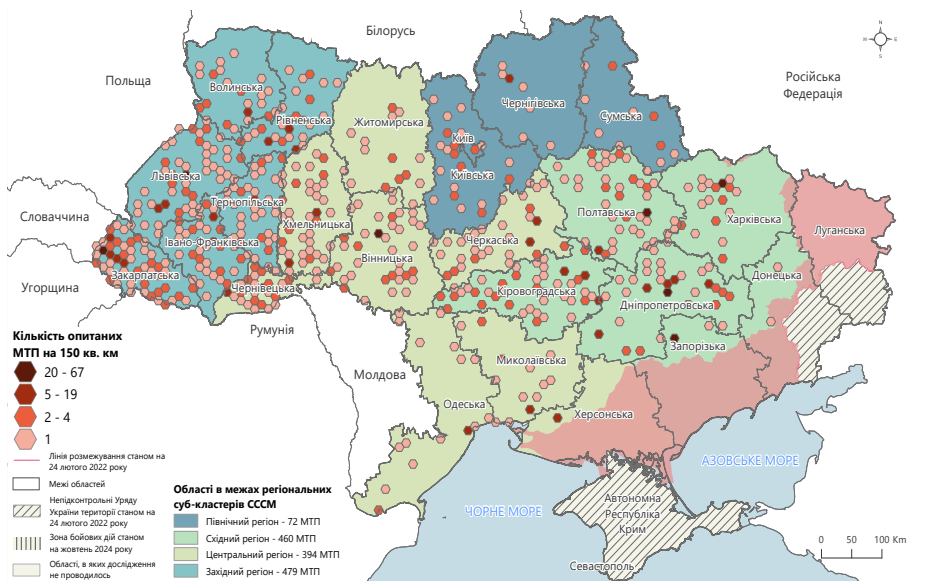 Білорусь
N
W
E
S
Польща
Російська
Федерація
Волинська
Рівненська
Житомирська
Чернігівська
Сумська
Київ
Київська
Львівська
Тернопільська
Хмельницька
Полтавська
Харківська
Луганська
Словаччина
Івано-Франківська
Вінницька
Черкаська
Закарпатська
Донецька
Угорщина
Чернівецька
Кіровоградська
Дніпропетровська
Румунія
Запорізька
Молдова
Миколаївська
Одеська
Херсонська
АЗОВСЬКЕ МОРЕ
ЧОРНЕ МОРЕ
Автономна
Республіка
Крим
Севастополь
Кількість опитаних
МТП на 150 кв. км
20 - 67
5 - 19
2 - 4
1
Лінія розмежування станом на
24 лютого 2022 року
Межі областей
Непідконтрольні Уряду
України території станом на
24 лютого 2022 року
Зона бойових дій станом
на жовтень 2024 року
Області, в яких дослідження
не проводилось
Області в межах регіональних
суб-кластерів СССМ
Північний регіон - 72 МТП
Східний регіон - 460 МТП
Центральний регіон - 394 МТП
Західний регіон - 479 МТП
0 50 100 Km